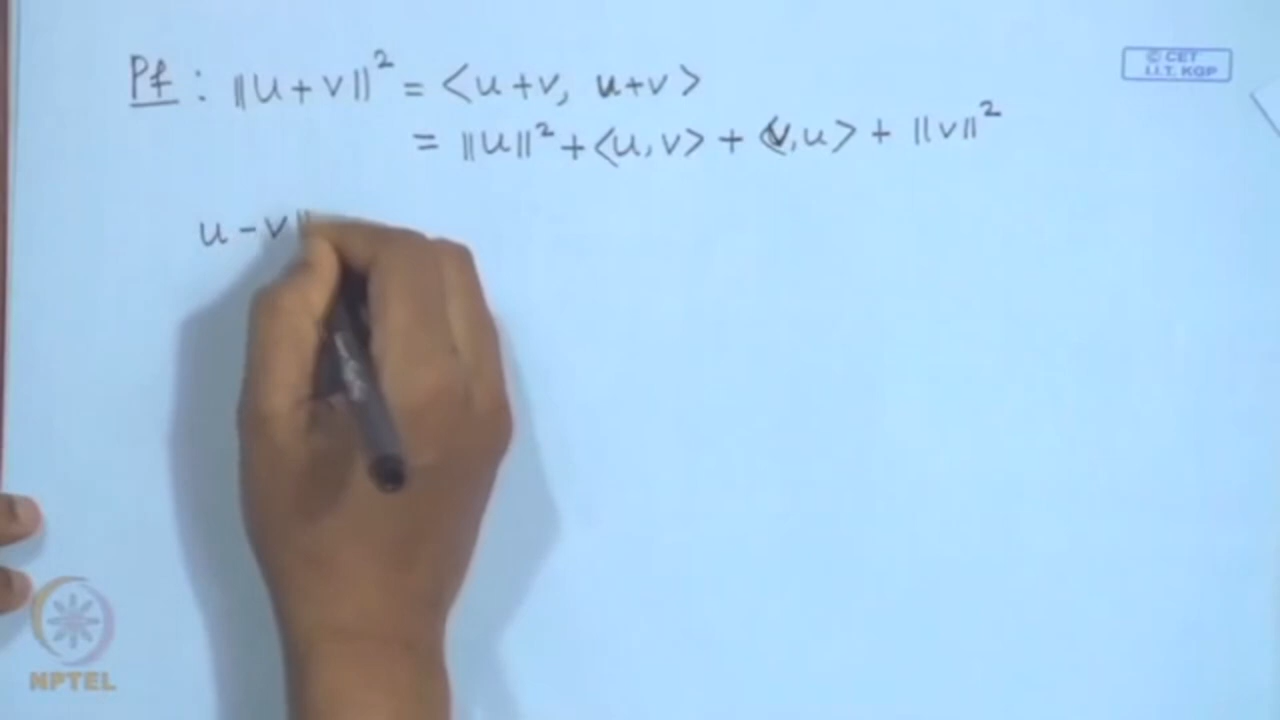 Pf : ||u+v||² = <u+v, u+v>
= ||u||² + <u,v> + <v,u> + ||v||²
u-v||
© CET
I.I.T. KGP
NPTEL